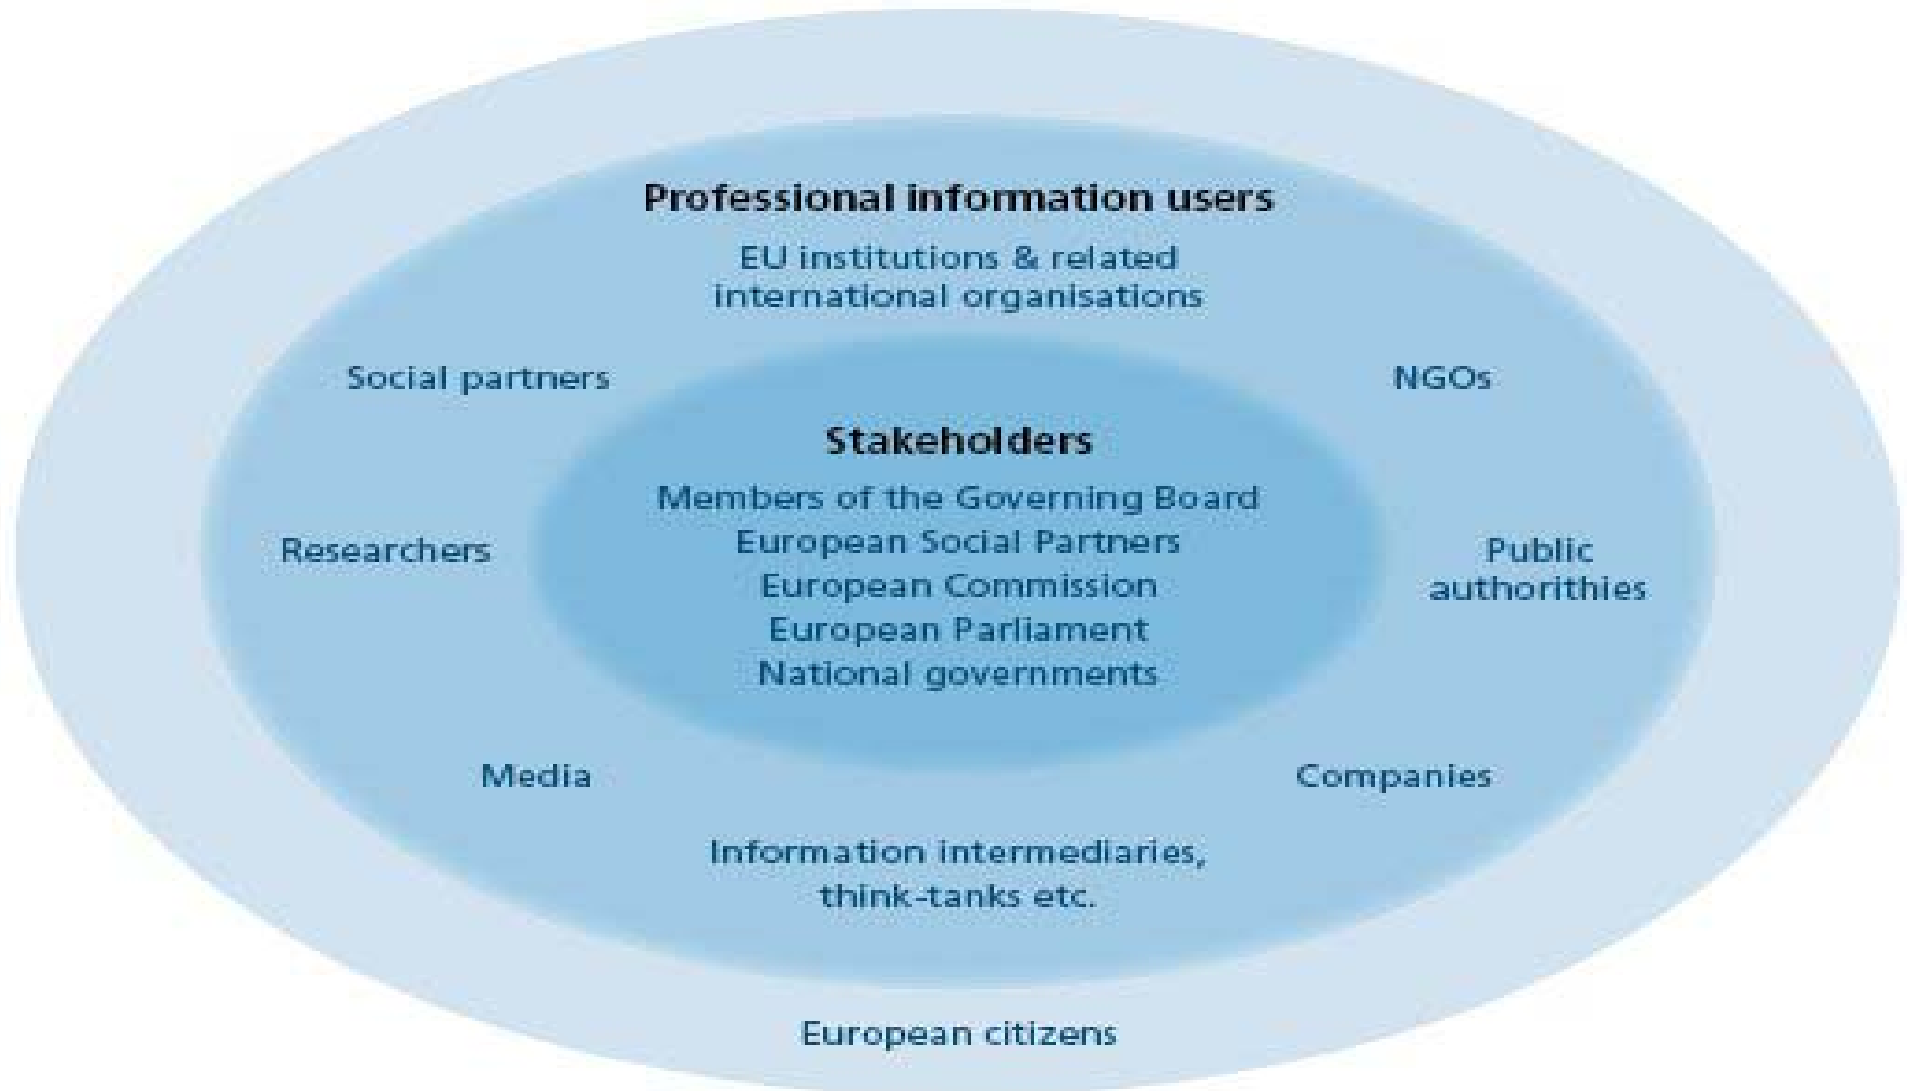 Professional information users
EU institutions & related
international organisations
Social partners
NGOs
Stakeholders
Members of the Governing Board
European Social Partners
European Commission
European Parliament
National governments
Researchers
Public
authorithies
Media
Companies
Information intermediaries,
think-tanks etc.
European citizens